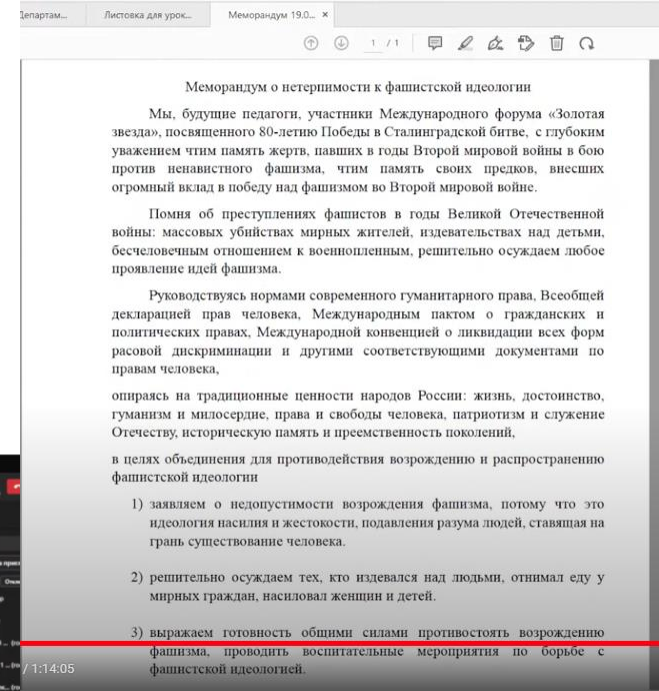 Департам...
Листовка для урок...
Меморандум 19.0... ×
1 / 1
Меморандум о нетерпимости к фашистской идеологии
Мы, будущие педагоги, участники Международного форума «Золотая
звезда», посвященного 80-летию Победы в Сталинградской битве, с глубоким
уважением чтим память жертв, павших в годы Второй мировой войны в бою
против ненавистного фашизма, чтим память своих предков, внесших
огромный вклад в победу над фашизмом во Второй мировой войне.
Помня об преступлениях фашистов в годы Великой Отечественной
войны: массовых убийствах мирных жителей, издевательствах над детьми,
бесчеловечным отношением к военнопленным, решительно осуждаем любое
проявление идей фашизма.
Руководствуясь нормами современного гуманитарного права, Всеобщей
декларацией прав человека, Международным пактом о гражданских и
политических правах, Международной конвенцией о ликвидации всех форм
расовой дискриминации и другими соответствующими документами по
правам человека,
опираясь на традиционные ценности народов России: жизнь, достоинство,
гуманизм и милосердие, права и свободы человека, патриотизм и служение
Отечеству, историческую память и преемственность поколений,
в целях объединения для противодействия возрождению и распространению
фашистской идеологии
1) заявляем о недопустимости возрождения фашизма, потому что это
идеология насилия и жестокости, подавления разума людей, ставящая на
грань существование человека.
2) решительно осуждаем тех, кто издевался над людьми, отнимал еду у
мирных граждан, насиловал женщин и детей.
3) выражаем готовность общими силами противостоять возрождению
фашизма, проводить воспитательные мероприятия по борьбе с
/ 1:14:05
фашистской идеологией.